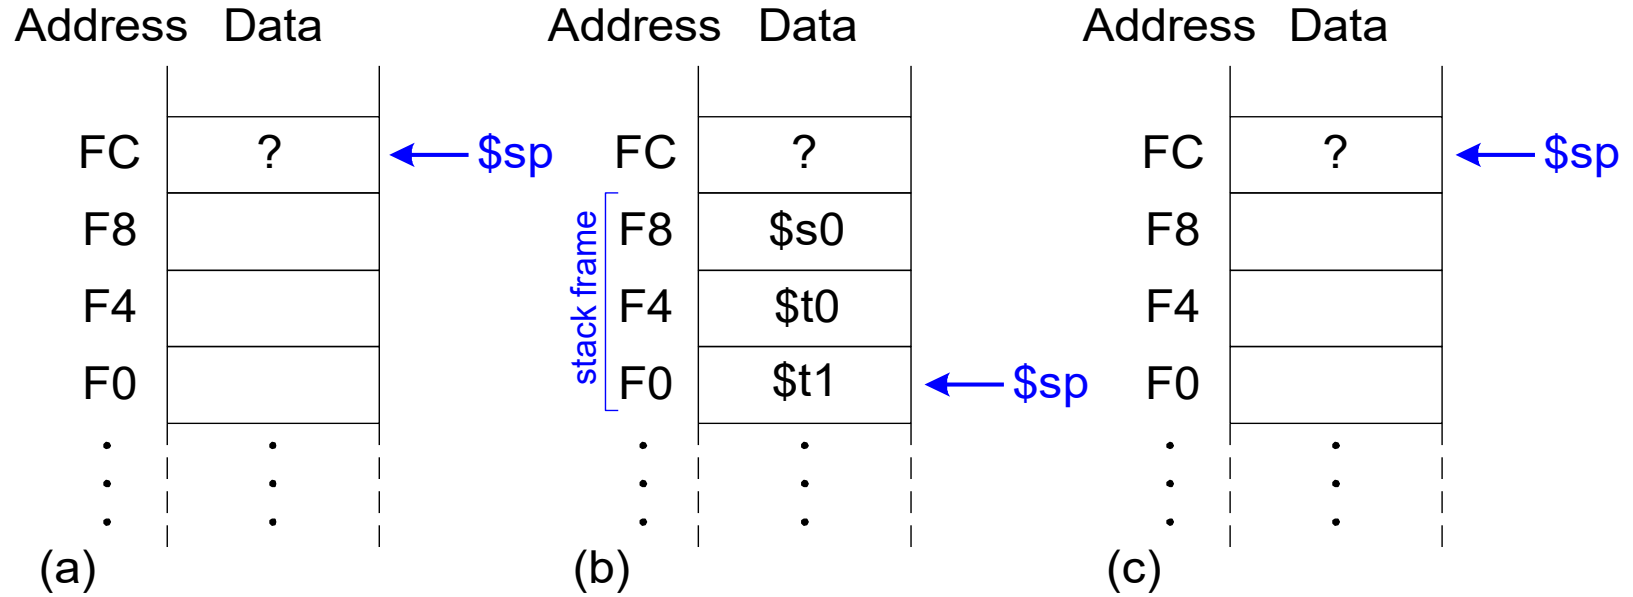 Address Data Address Data Address Data
FC ? $sp FC ? FC ? $sp
F8 F8 $s0 F8
F4 F4 $t0 F4
F0 F0 $t1 $sp F0
stack frame
(a) (b) (c)